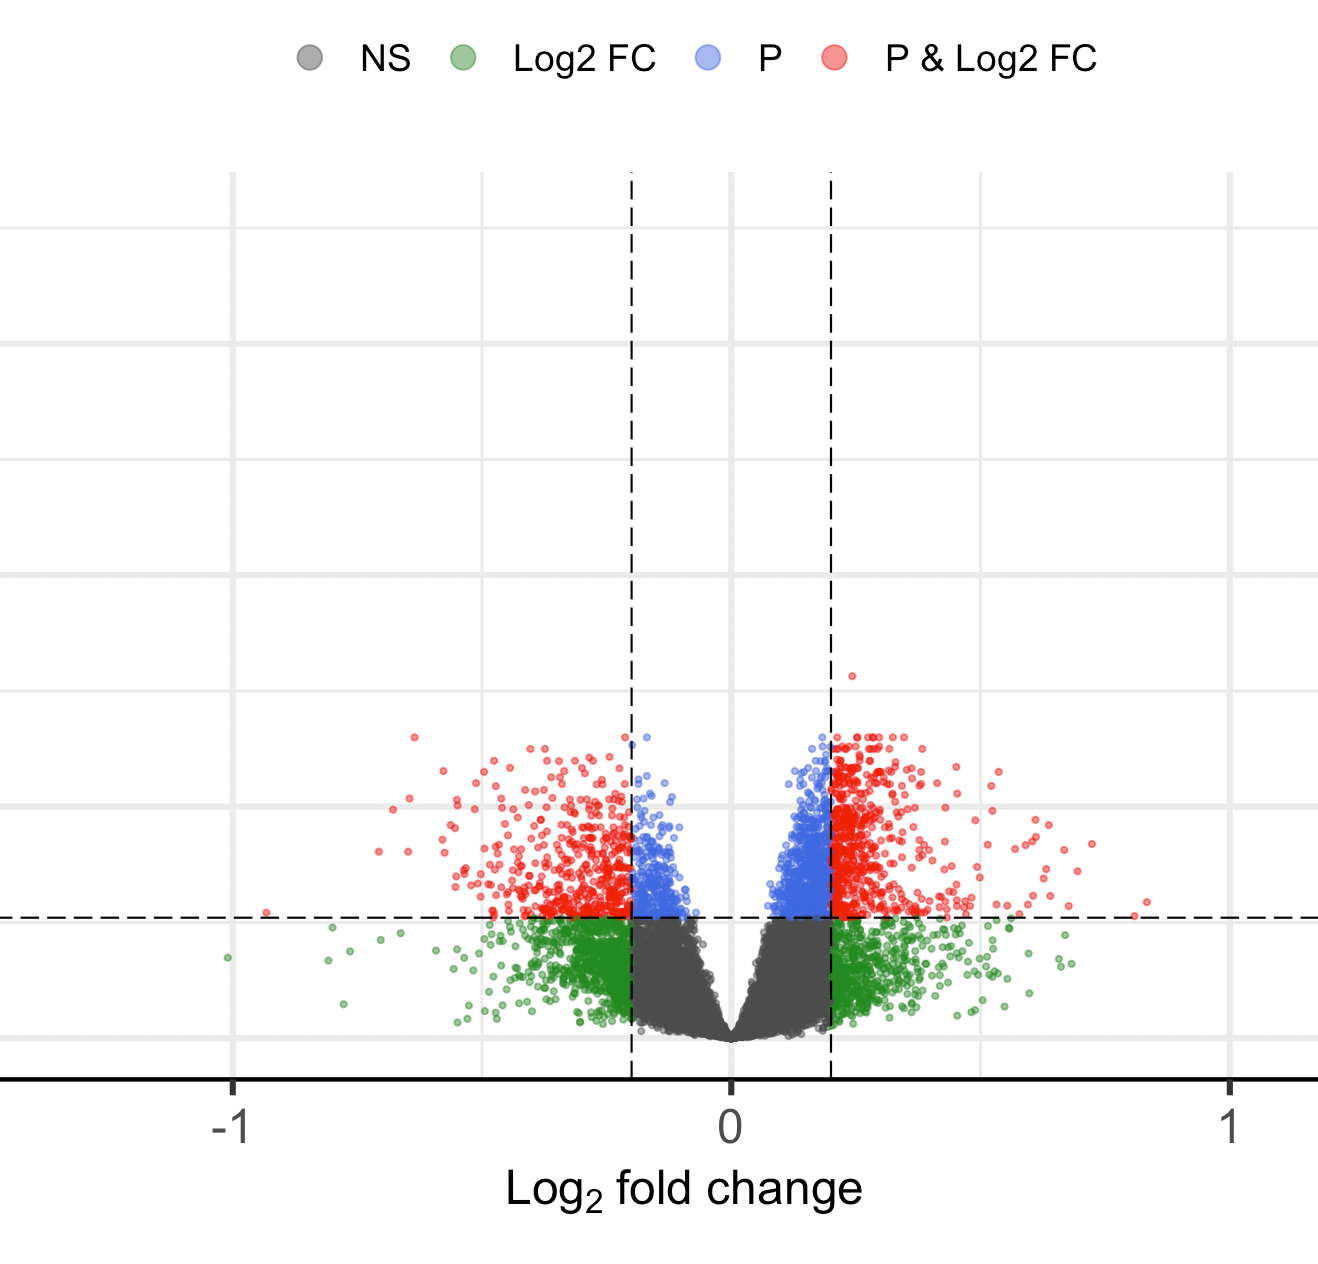 NS Log2 FC P P & Log2 FC
-1 0 1
Log₂ fold change